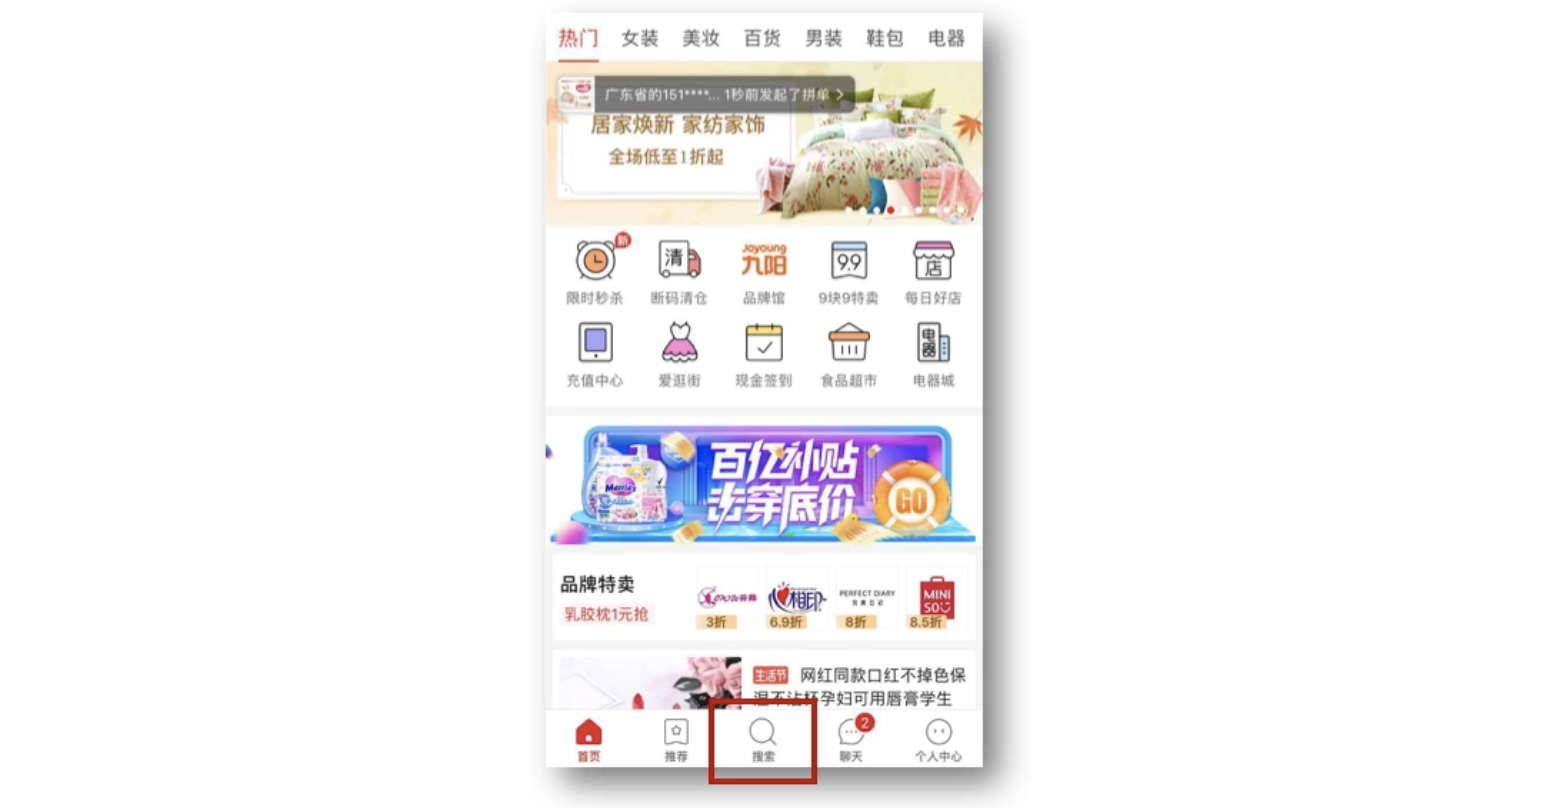 热门 女装 美妆 百货 男装 鞋包 电器
广东省的151****... 1秒前发起了拼单 >
居家焕新 家纺家饰
全场低至1折起
新
清
Joyoung
九阳
9.9
店
限时秒杀 断码清仓 品牌馆 9块9特卖 每日好店
电器
充值中心 爱逛街 现金签到 食品超市 电器城
百亿补贴
击穿底价
Merries
GO
品牌特卖
乳胶枕1元抢
心相印
PERFECT DIARY
完美日记
MINI
SO
3折 6.9折 8折 8.5折
生活节 网红同款口红不掉色保
湿不沾杯孕妇可用唇膏学生
2
首页 推荐 搜索 聊天 个人中心